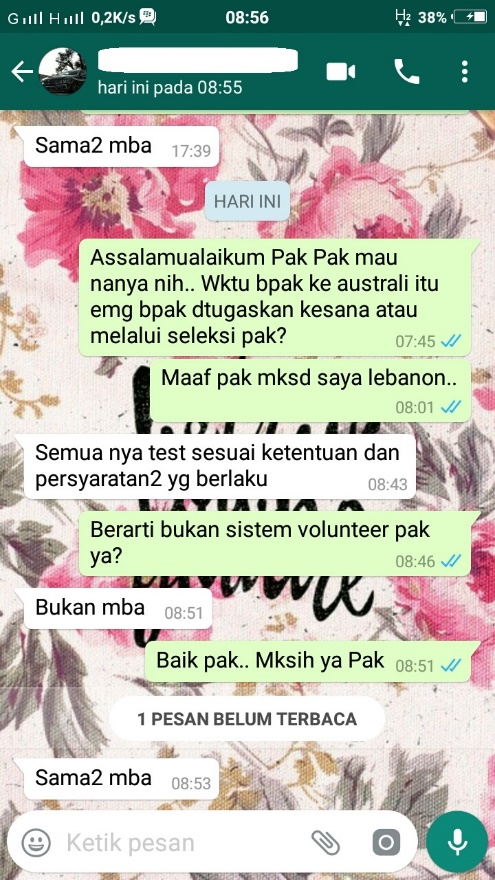 G H 0,2K/s 08:56 H2 38%
hari ini pada 08:55
Sama2 mba 17:39
HARI INI
Assalamualaikum Pak Pak mau
nanya nih.. Wktu bpak ke australi itu
emg bpak dtugaskan kesana atau
melalui seleksi pak? 07:45
Maaf pak mksd saya lebanon..
08:01
Semua nya test sesuai ketentuan dan
persyaratan2 yg berlaku 08:43
Berarti bukan sistem volunteer pak
ya? 08:46
Bukan mba 08:51
Baik pak.. Mksih ya Pak 08:51
1 PESAN BELUM TERBACA
Sama2 mba 08:53
Ketik pesan